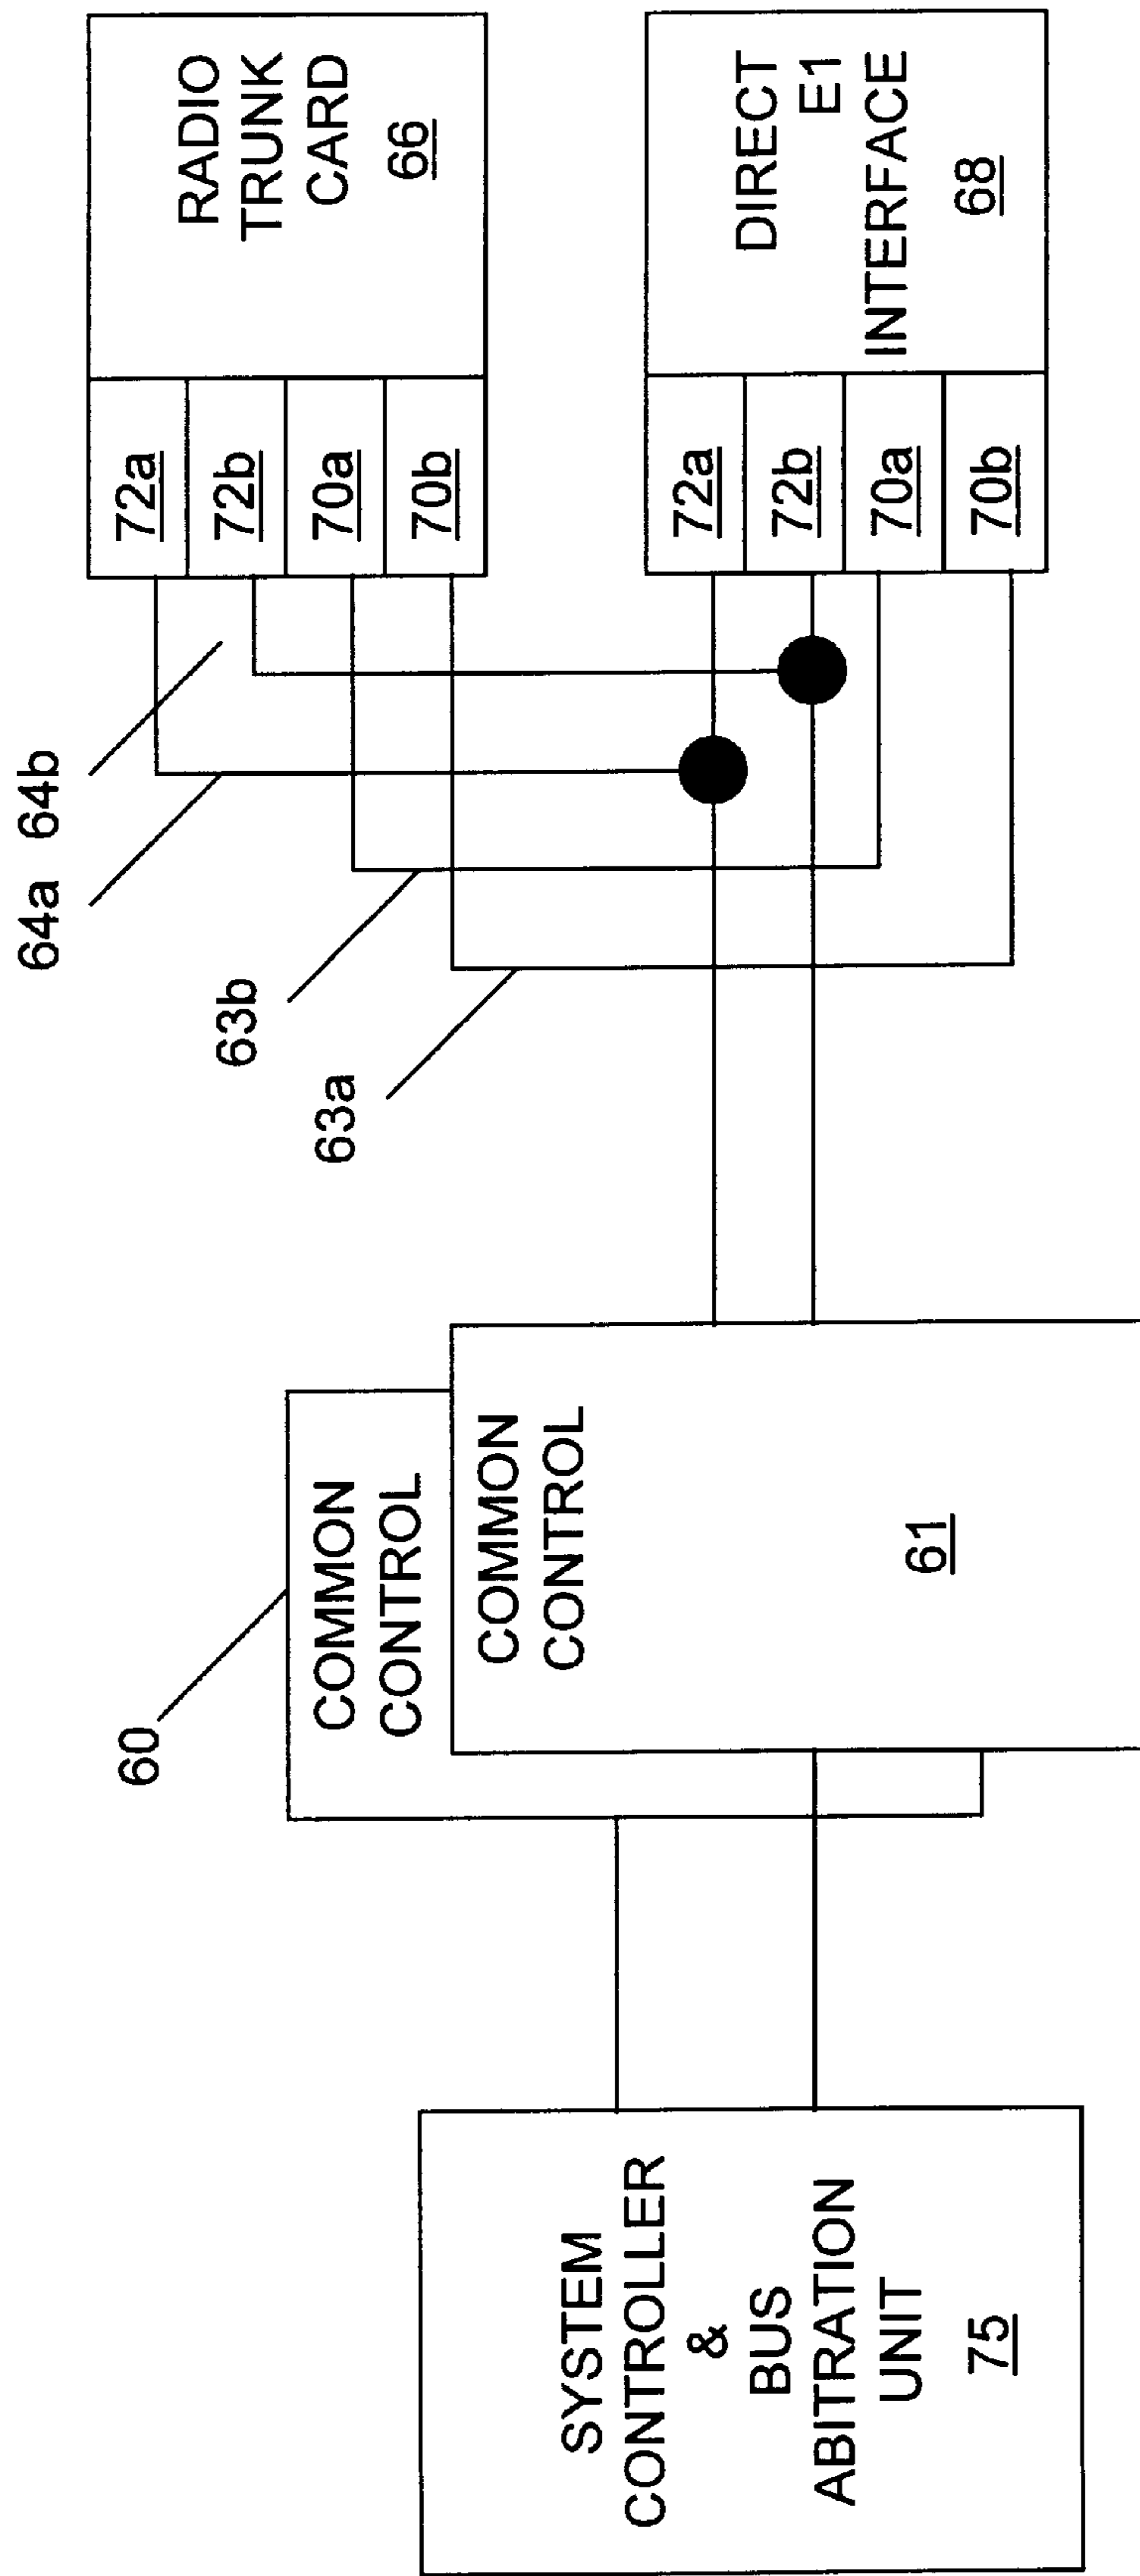 SYSTEM
CONTROLLER
&
BUS
ABITRATION
UNIT
75
60
COMMON
CONTROL
COMMON
CONTROL
61
64a 64b
63b
63a
72a
72b
70a
70b
RADIO
TRUNK
CARD
66
72a
72b
70a
70b
DIRECT
E1
INTERFACE
68